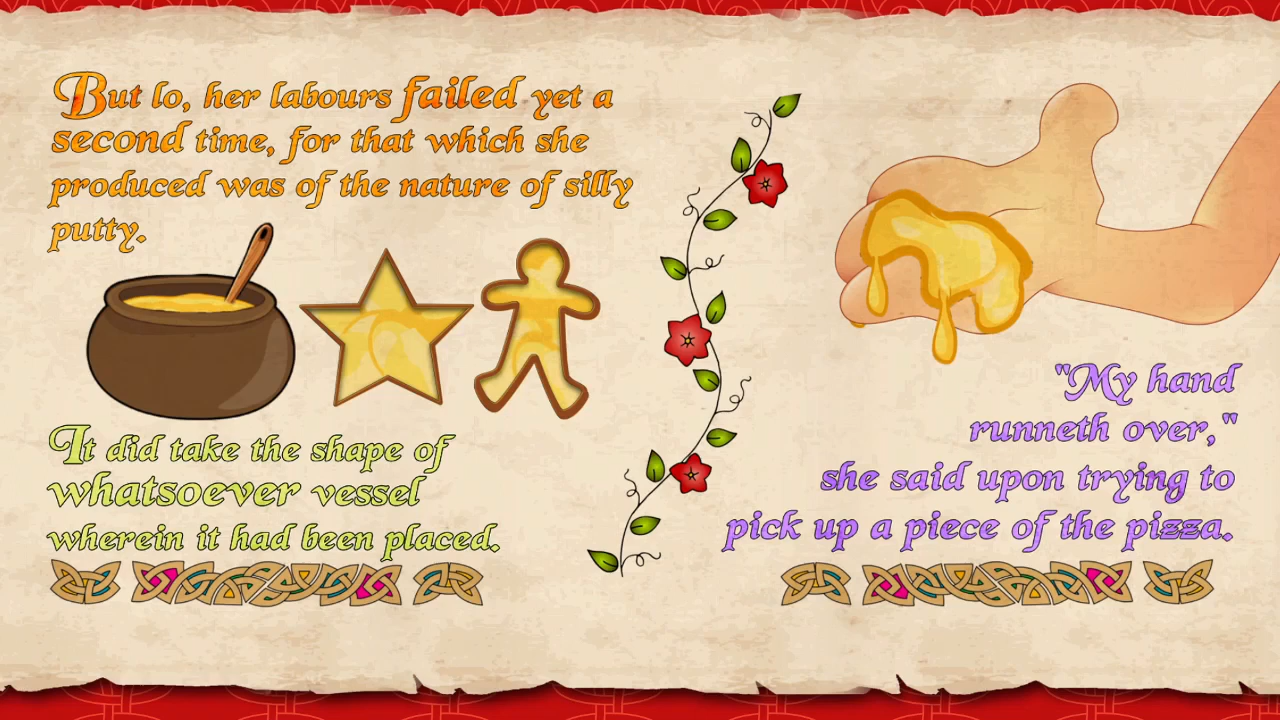 But lo, her labours failed yet a
second time, for that which she
produced was of the nature of silly
putty.
It did take the shape of
whatsoever vessel
wherein it had been placed.
"My hand
runneth over,"
she said upon trying to
pick up a piece of the pizza.